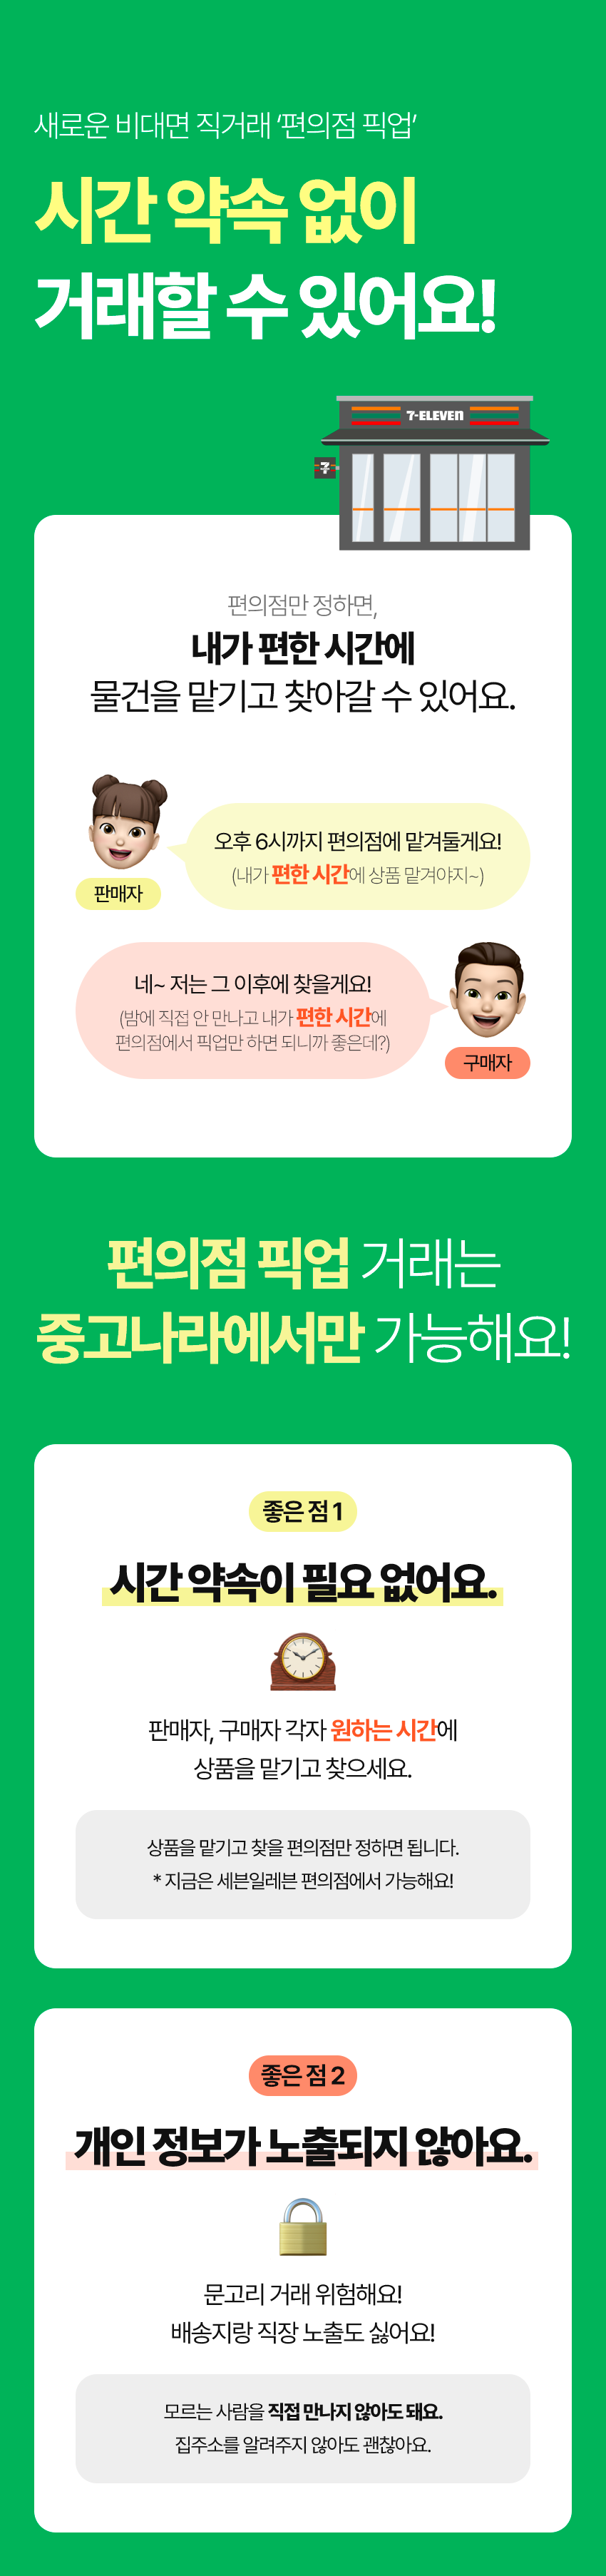 새로운 비대면 직거래 ‘편의점 픽업’
시간 약속 없이
거래할 수 있어요!
7-ELEVEn
7
편의점만 정하면,
내가 편한 시간에
물건을 맡기고 찾아갈 수 있어요.
오후 6시까지 편의점에 맡겨둘게요!
(내가 편한 시간에 상품 맡겨야지~)
판매자
네~ 저는 그 이후에 찾을게요!
(밤에 직접 안 만나고 내가 편한 시간에
편의점에서 픽업만 하면 되니까 좋은데?)
구매자
편의점 픽업 거래는
중고나라에서만 가능해요!
좋은 점 1
시간 약속이 필요 없어요.
판매자, 구매자 각자 원하는 시간에
상품을 맡기고 찾으세요.
상품을 맡기고 찾을 편의점만 정하면 됩니다.
* 지금은 세븐일레븐 편의점에서 가능해요!
좋은 점 2
개인 정보가 노출되지 않아요.
문고리 거래 위험해요!
배송지랑 직장 노출도 싫어요!
모르는 사람을 직접 만나지 않아도 돼요.
집주소를 알려주지 않아도 괜찮아요.